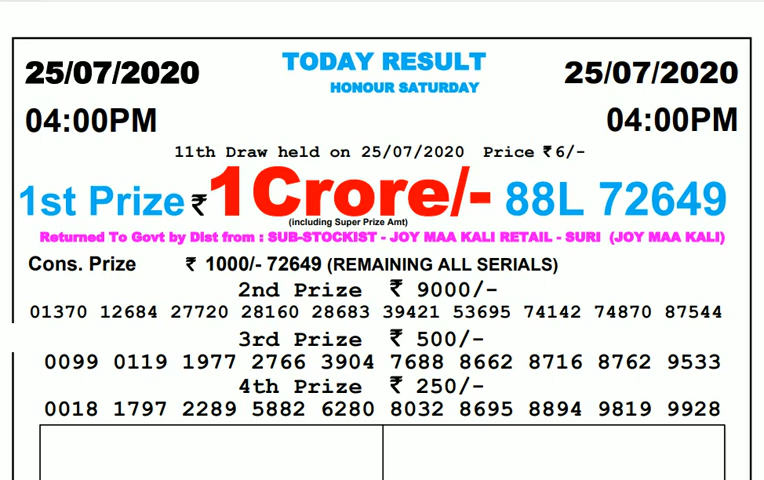 25/07/2020 TODAY RESULT 25/07/2020
HONOUR SATURDAY
04:00PM 04:00PM
11th Draw held on 25/07/2020 Price ₹ 6/-
1st Prize ₹ 1Crore/- 88L 72649
(including Super Prize Amt)
Returned To Govt by Dist from : SUB-STOCKIST - JOY MAA KALI RETAIL - SURI (JOY MAA KALI)
Cons. Prize ₹ 1000/- 72649 (REMAINING ALL SERIALS)
2nd Prize ₹ 9000/-
01370 12684 27720 28160 28683 39421 53695 74142 74870 87544
3rd Prize ₹ 500/-
0099 0119 1977 2766 3904 7688 8662 8716 8762 9533
4th Prize ₹ 250/-
0018 1797 2289 5882 6280 8032 8695 8894 9819 9928